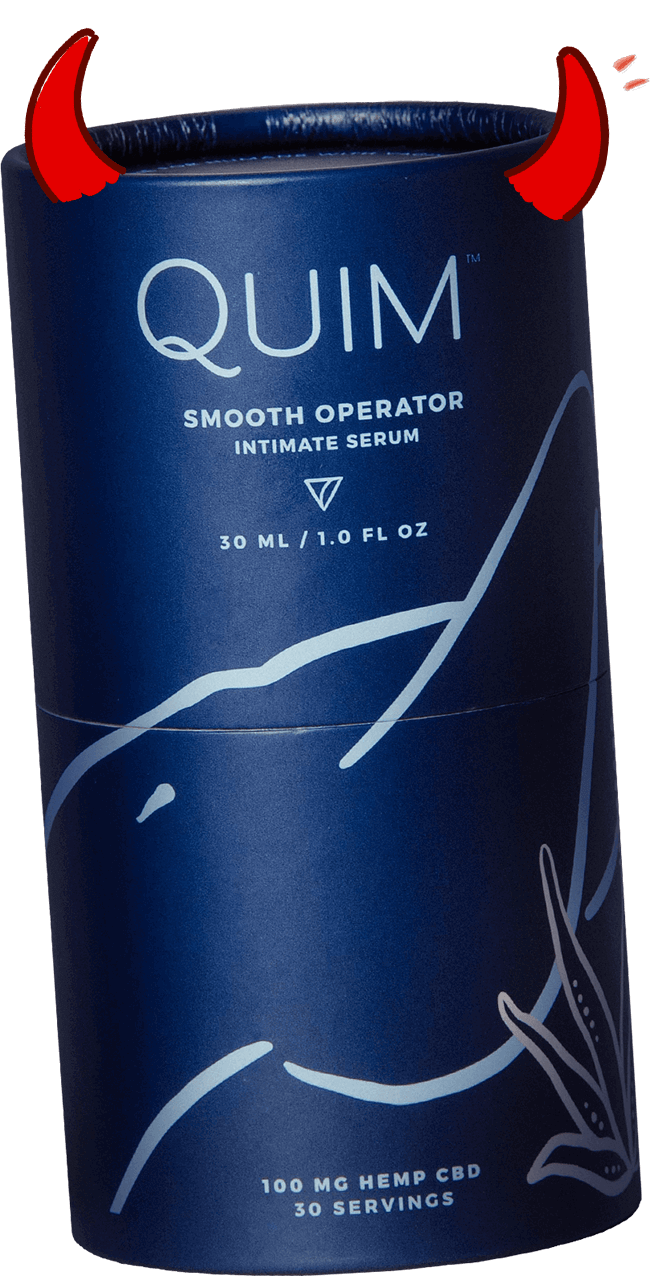 QUIM™
SMOOTH OPERATOR
INTIMATE SERUM
30 ML / 1.0 FL OZ
100 MG HEMP CBD
30 SERVINGS